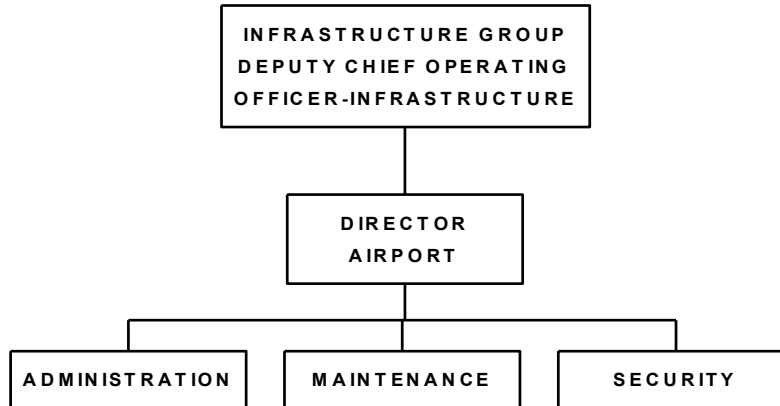 INFRASTRUCTURE GROUP
DEPUTY CHIEF OPERATING
OFFICER-INFRASTRUCTURE
DIRECTOR
AIRPORT
ADMINISTRATION
MAINTENANCE
SECURITY